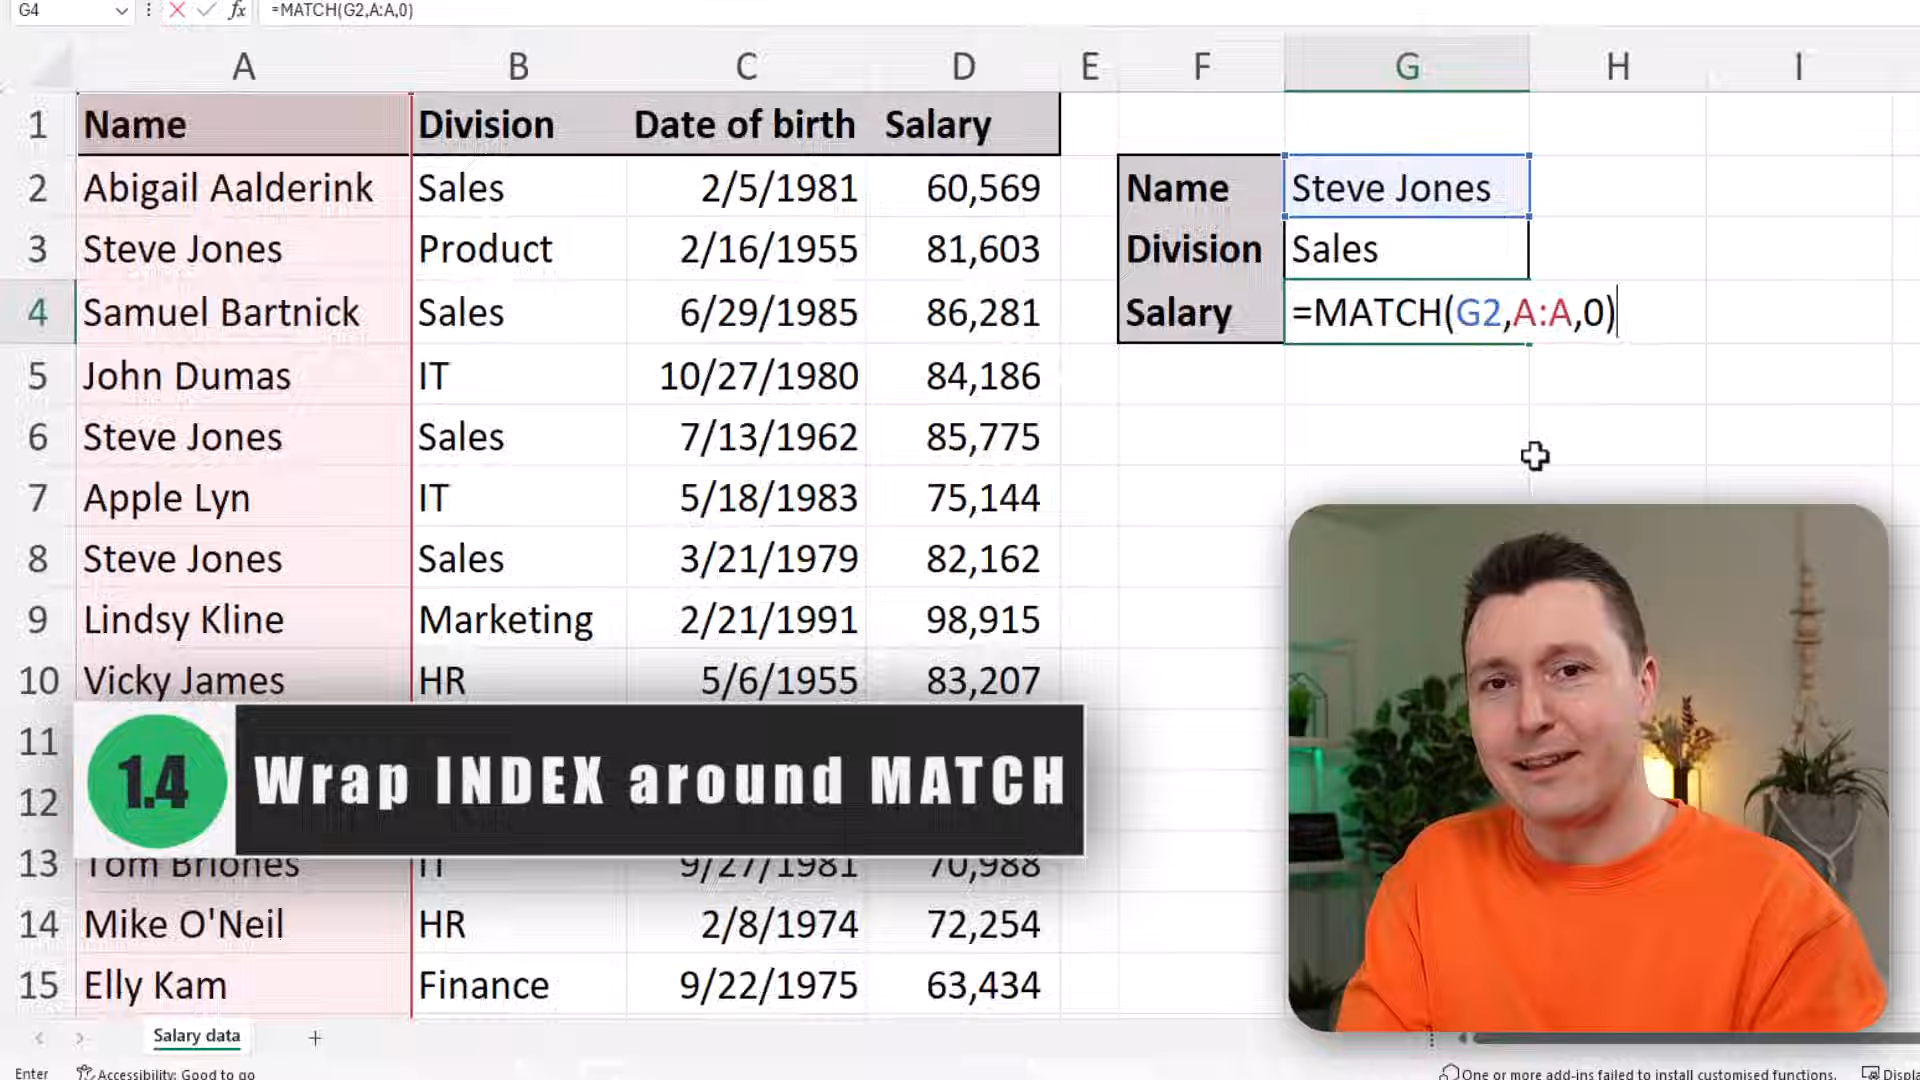 G4 fx =MATCH(G2,A:A,0)
A B C D E F G H I
1 Name Division Date of birth Salary
2 Abigail Aalderink Sales 2/5/1981 60,569 Name Steve Jones
3 Steve Jones Product 2/16/1955 81,603 Division Sales
4 Samuel Bartnick Sales 6/29/1985 86,281 Salary =MATCH(G2,A:A,0)
5 John Dumas IT 10/27/1980 84,186
6 Steve Jones Sales 7/13/1962 85,775
7 Apple Lyn IT 5/18/1983 75,144
8 Steve Jones Sales 3/21/1979 82,162
9 Lindsy Kline Marketing 2/21/1991 98,915
10 Vicky James HR 5/6/1955 83,207
11
1.4 Wrap INDEX around MATCH
12
13 Tom Briones IT 9/27/1981 70,988
14 Mike O'Neil HR 2/8/1974 72,254
15 Elly Kam Finance 9/22/1975 63,434
Salary data
Enter Accessibility: Good to go One or more add-ins failed to install customised functions. Displa